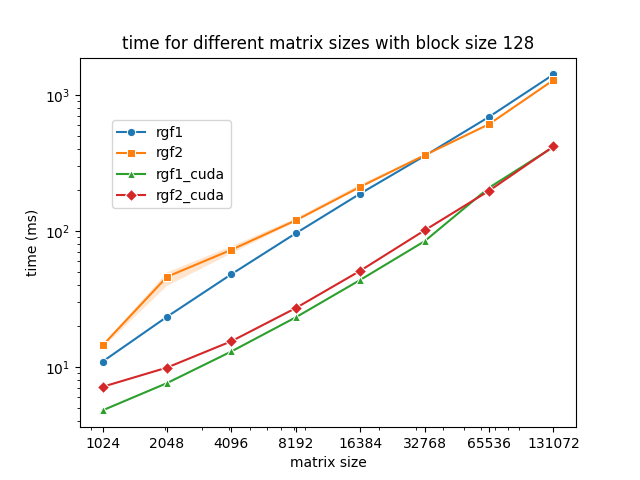 time for different matrix sizes with block size 128
time (ms)
10³
10²
10¹
rgf1
rgf2
rgf1_cuda
rgf2_cuda
1024 2048 4096 8192 16384 32768 65536 131072
matrix size